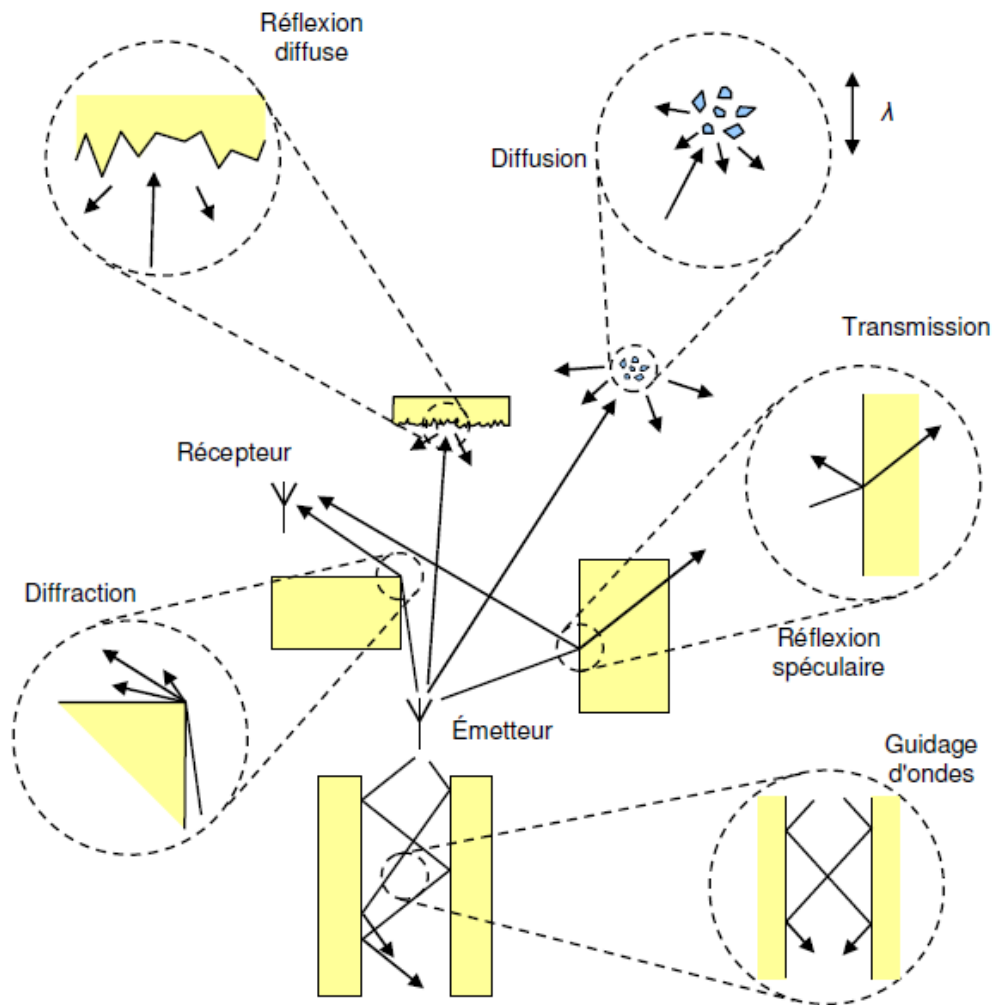 Réflexion
diffuse
Diffusion
λ
Transmission
Récepteur
Diffraction
Réflexion
spéculaire
Émetteur
Guidage
d'ondes